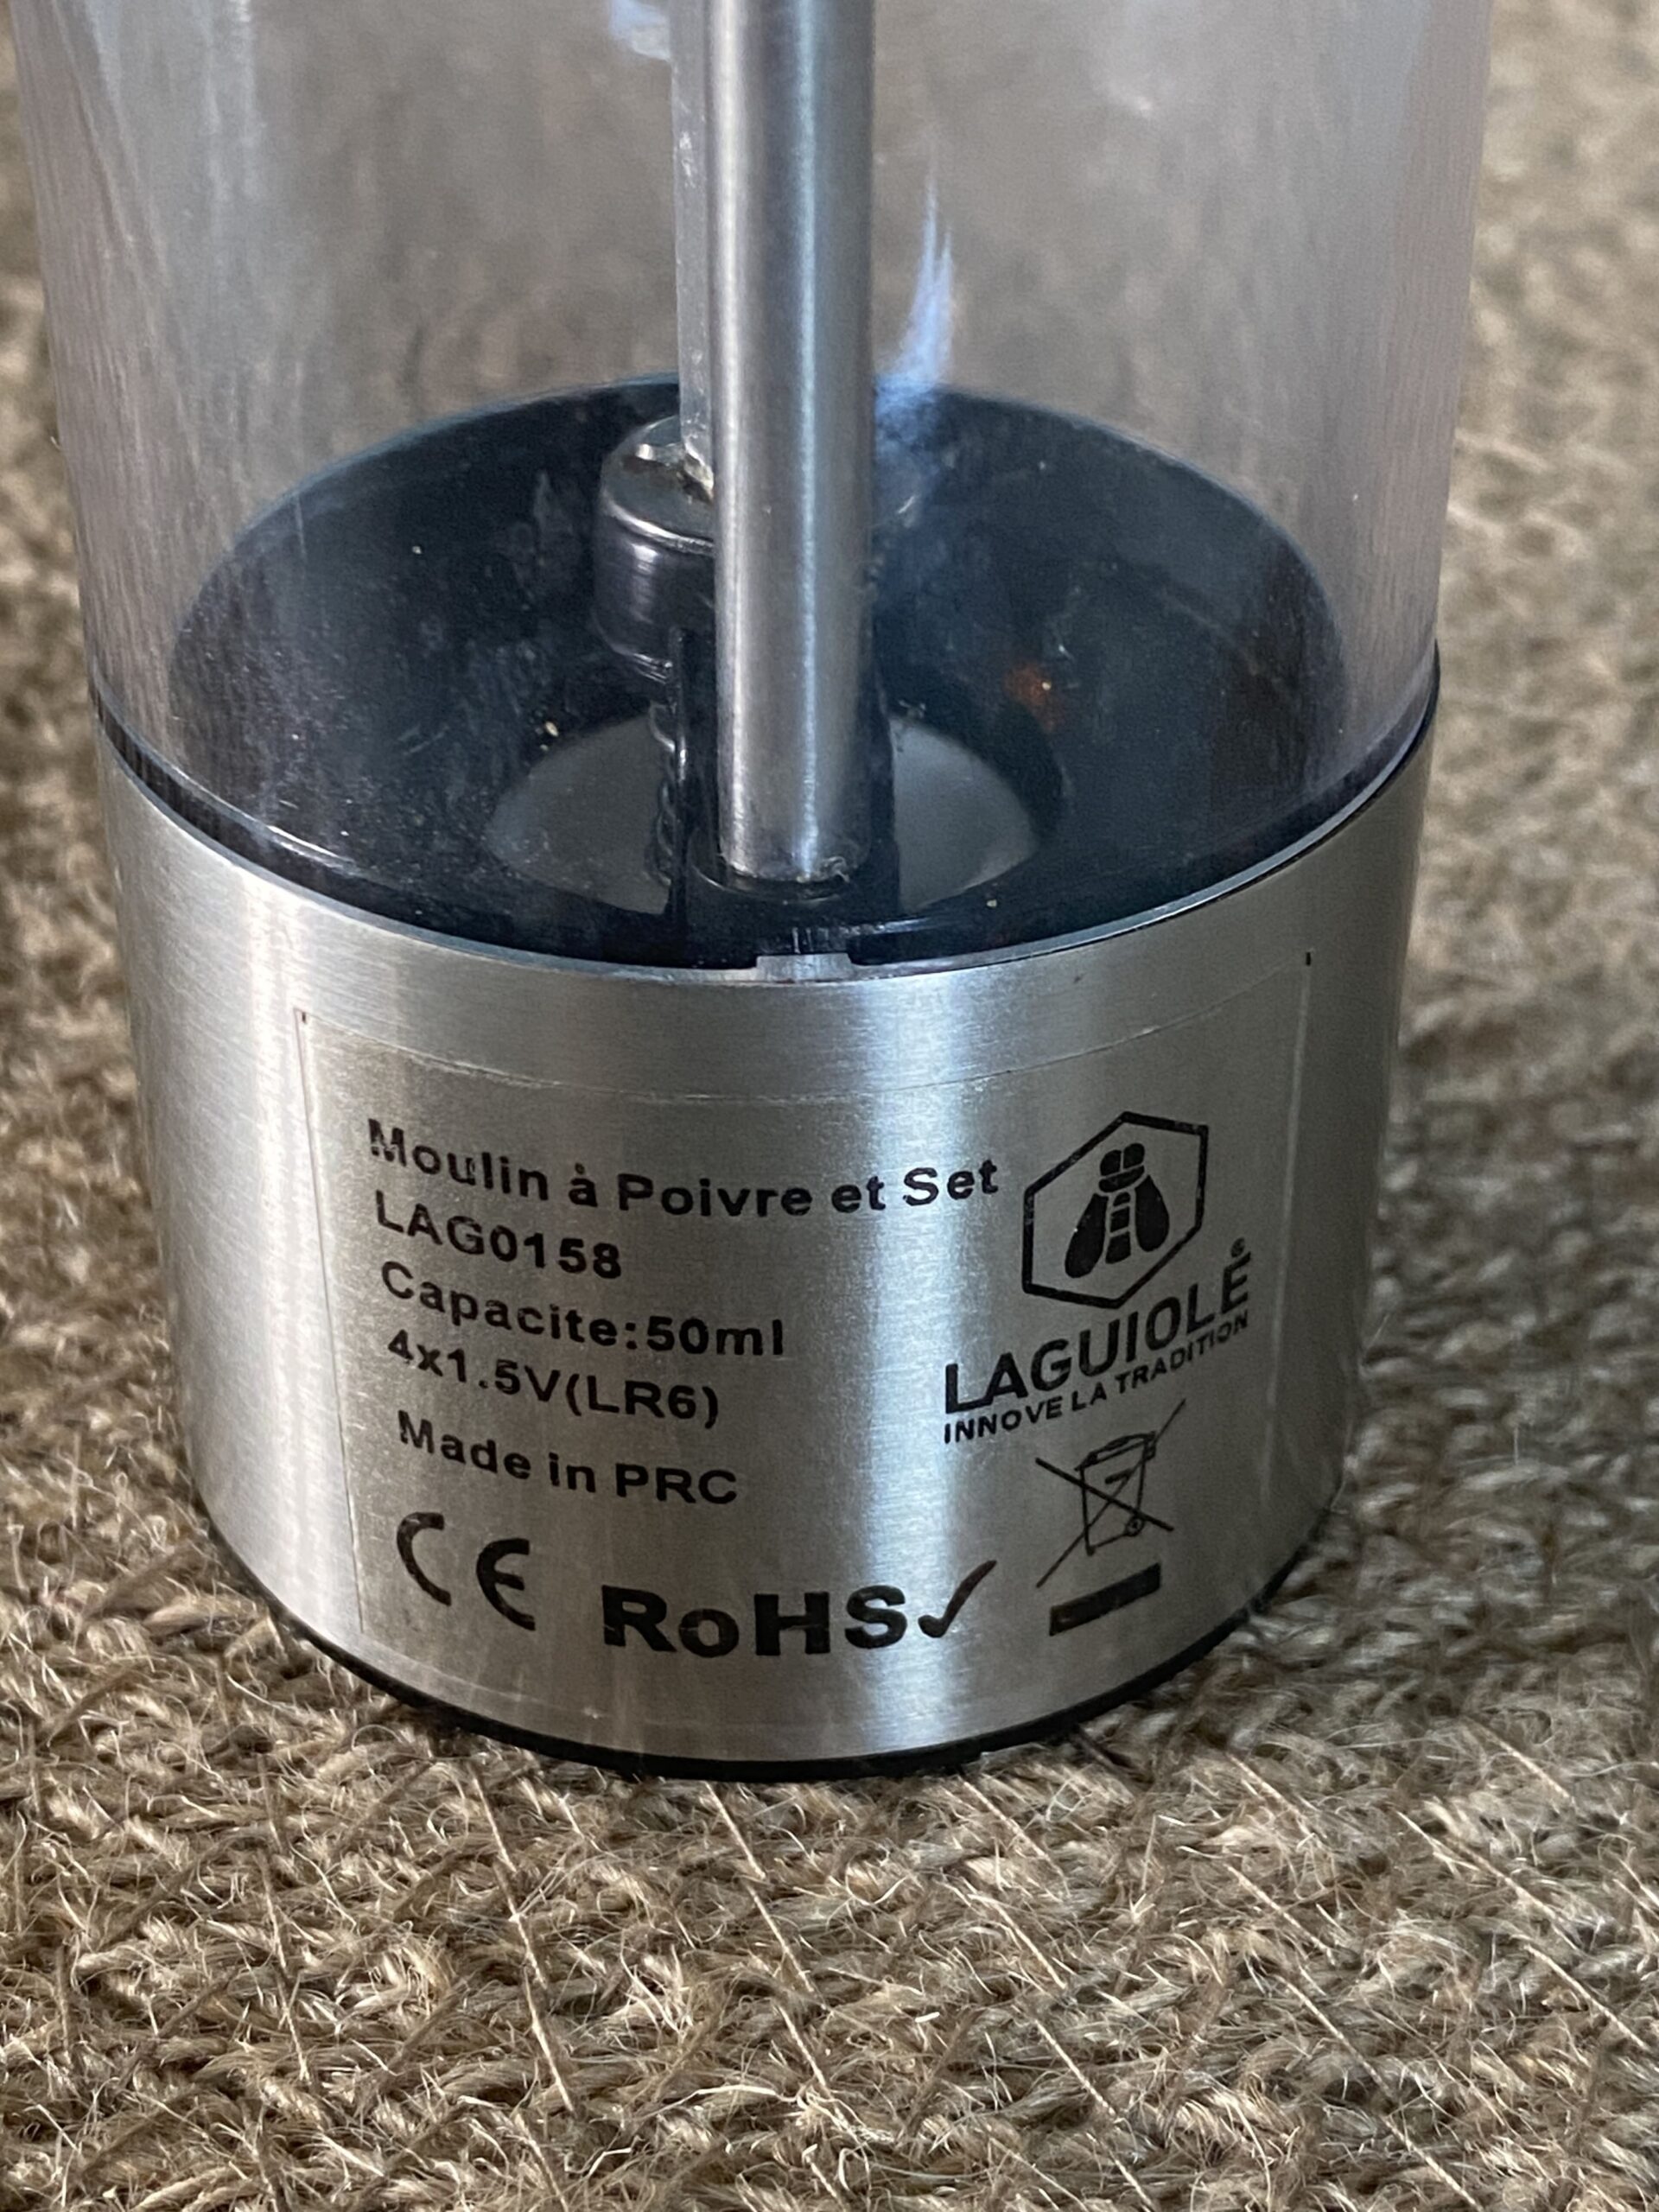 Moulin à Poivre et Set
LAG0158
Capacite:50ml
4x1.5V(LR6)
Made in PRC
CE RoHS✓
LAGUIOLE®
INNOVE LA TRADITION